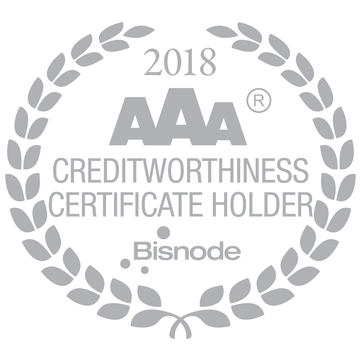 2018
AAA®
CREDITWORTHINESS
CERTIFICATE HOLDER
Bisnode